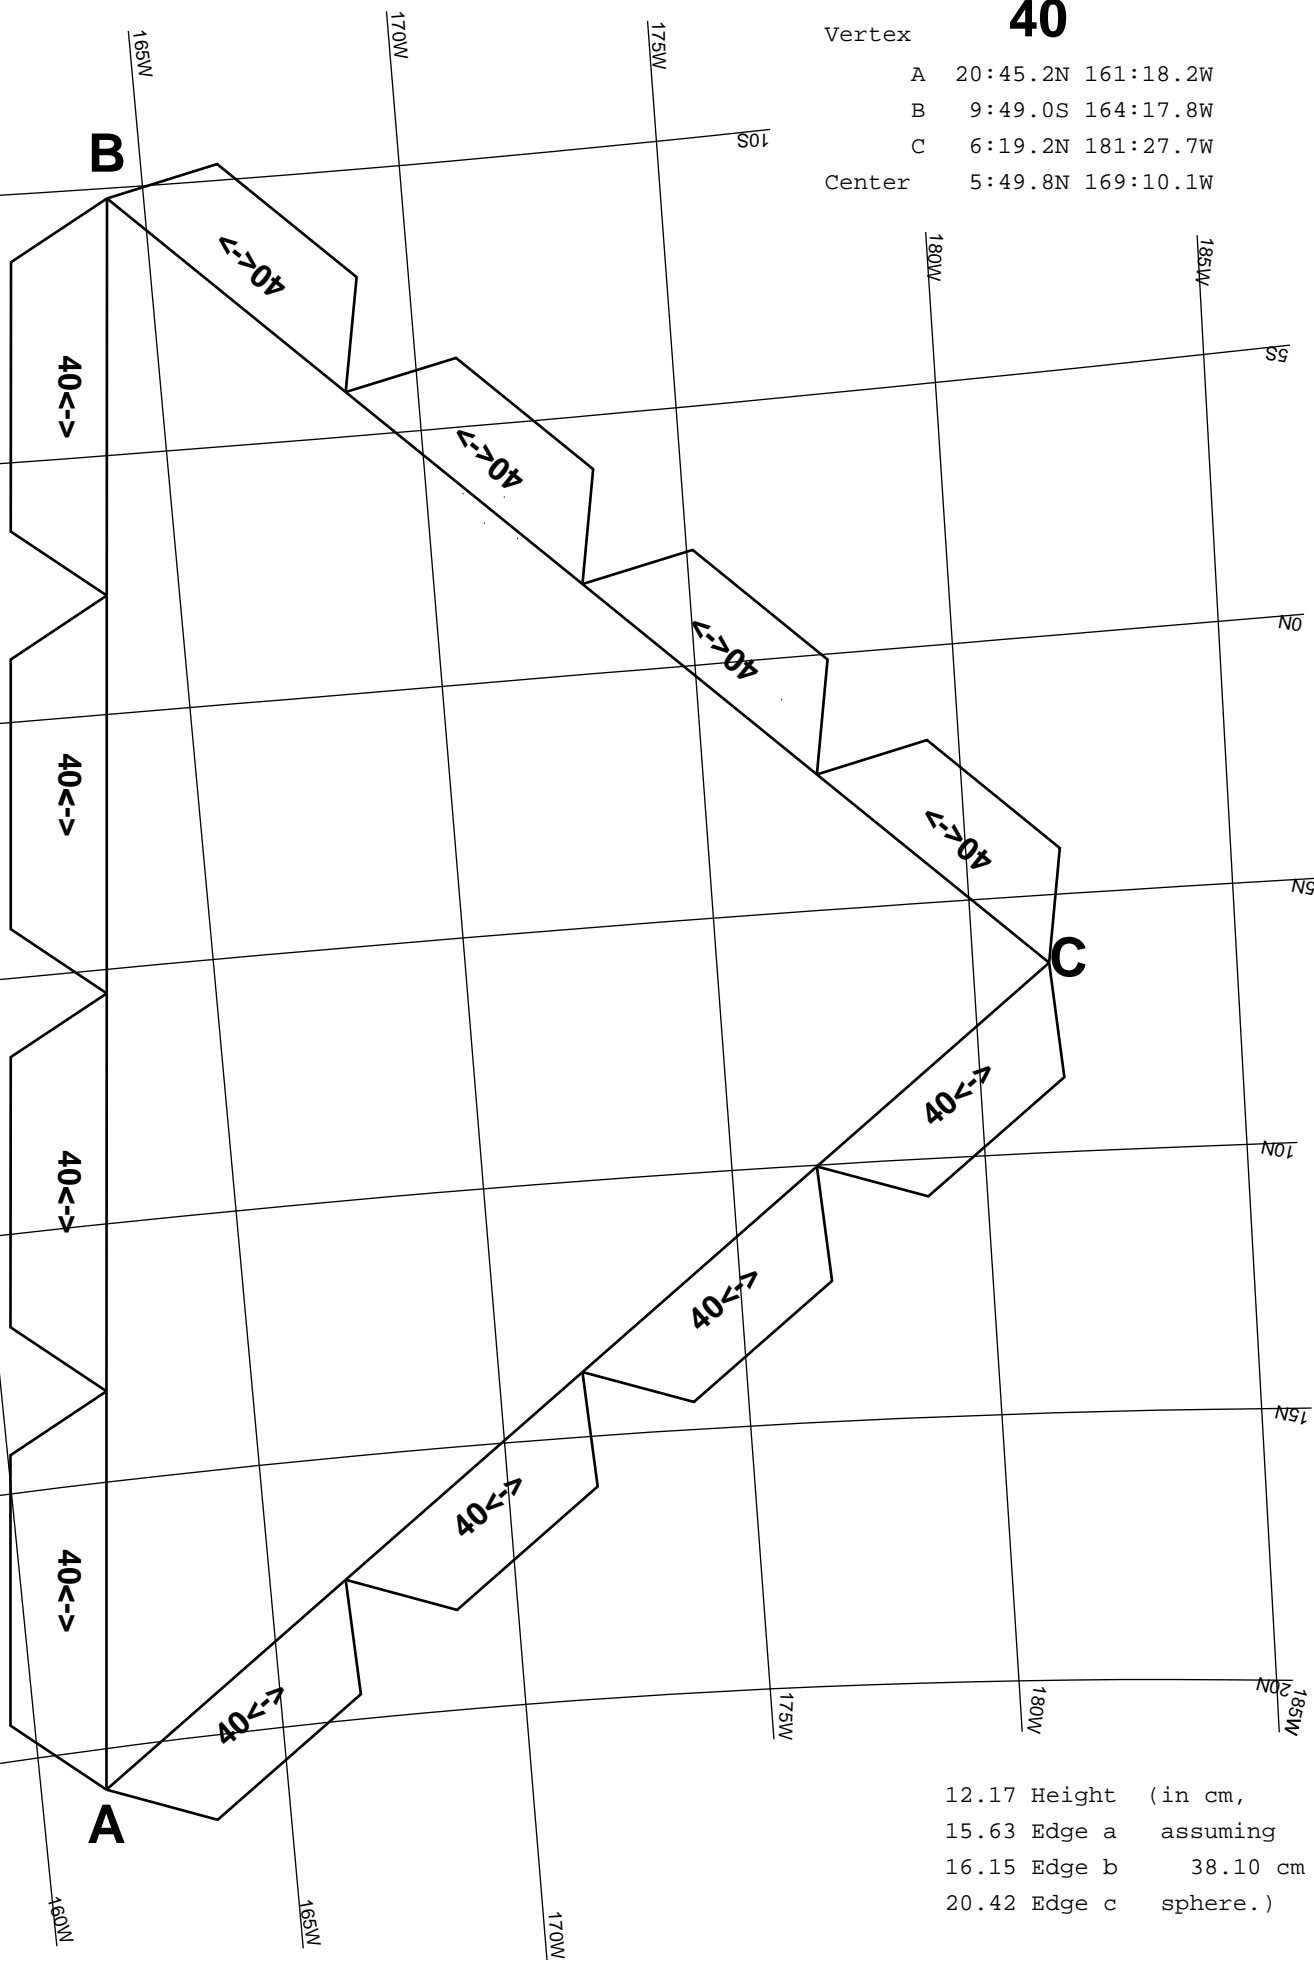 40
Vertex
A 20:45.2N 161:18.2W
B 9:49.0S 164:17.8W
C 6:19.2N 181:27.7W
Center 5:49.8N 169:10.1W
165W
170W
175W
10S
B
180W
185W
40<->
40<->
5S
40<->
0N
40<->
40<->
40<->
5N
C
40<->
10N
40<->
40<->
15N
40<->
40<->
40<->
20N
185W
175W
180W
A
160W
165W
170W
12.17 Height (in cm,
15.63 Edge a assuming
16.15 Edge b 38.10 cm
20.42 Edge c sphere.)